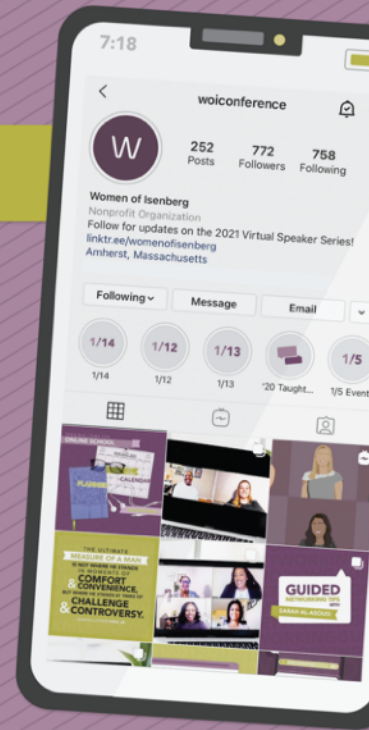 7:18
woiconference
W
252
Posts
772
Followers
758
Following
Women of Isenberg
Nonprofit Organization
Follow for updates on the 2021 Virtual Speaker Series!
linktr.ee/womenofisenberg
Amherst, Massachusetts
Following
Message
Email
1/14
1/12
1/13
1/5
1/14
1/12
1/13
'20 Taught...
1/5 Event
ONLINE SCHOOL
PLANNER
CALENDAR
THE ULTIMATE
MEASURE OF A MAN
IS NOT WHERE HE STANDS
IN MOMENTS OF
COMFORT
& CONVENIENCE,
BUT WHERE HE STANDS AT TIMES OF
CHALLENGE
& CONTROVERSY.
GUIDED
NETWORKING TIPS
WITH
SARAH AL-ASOUDI